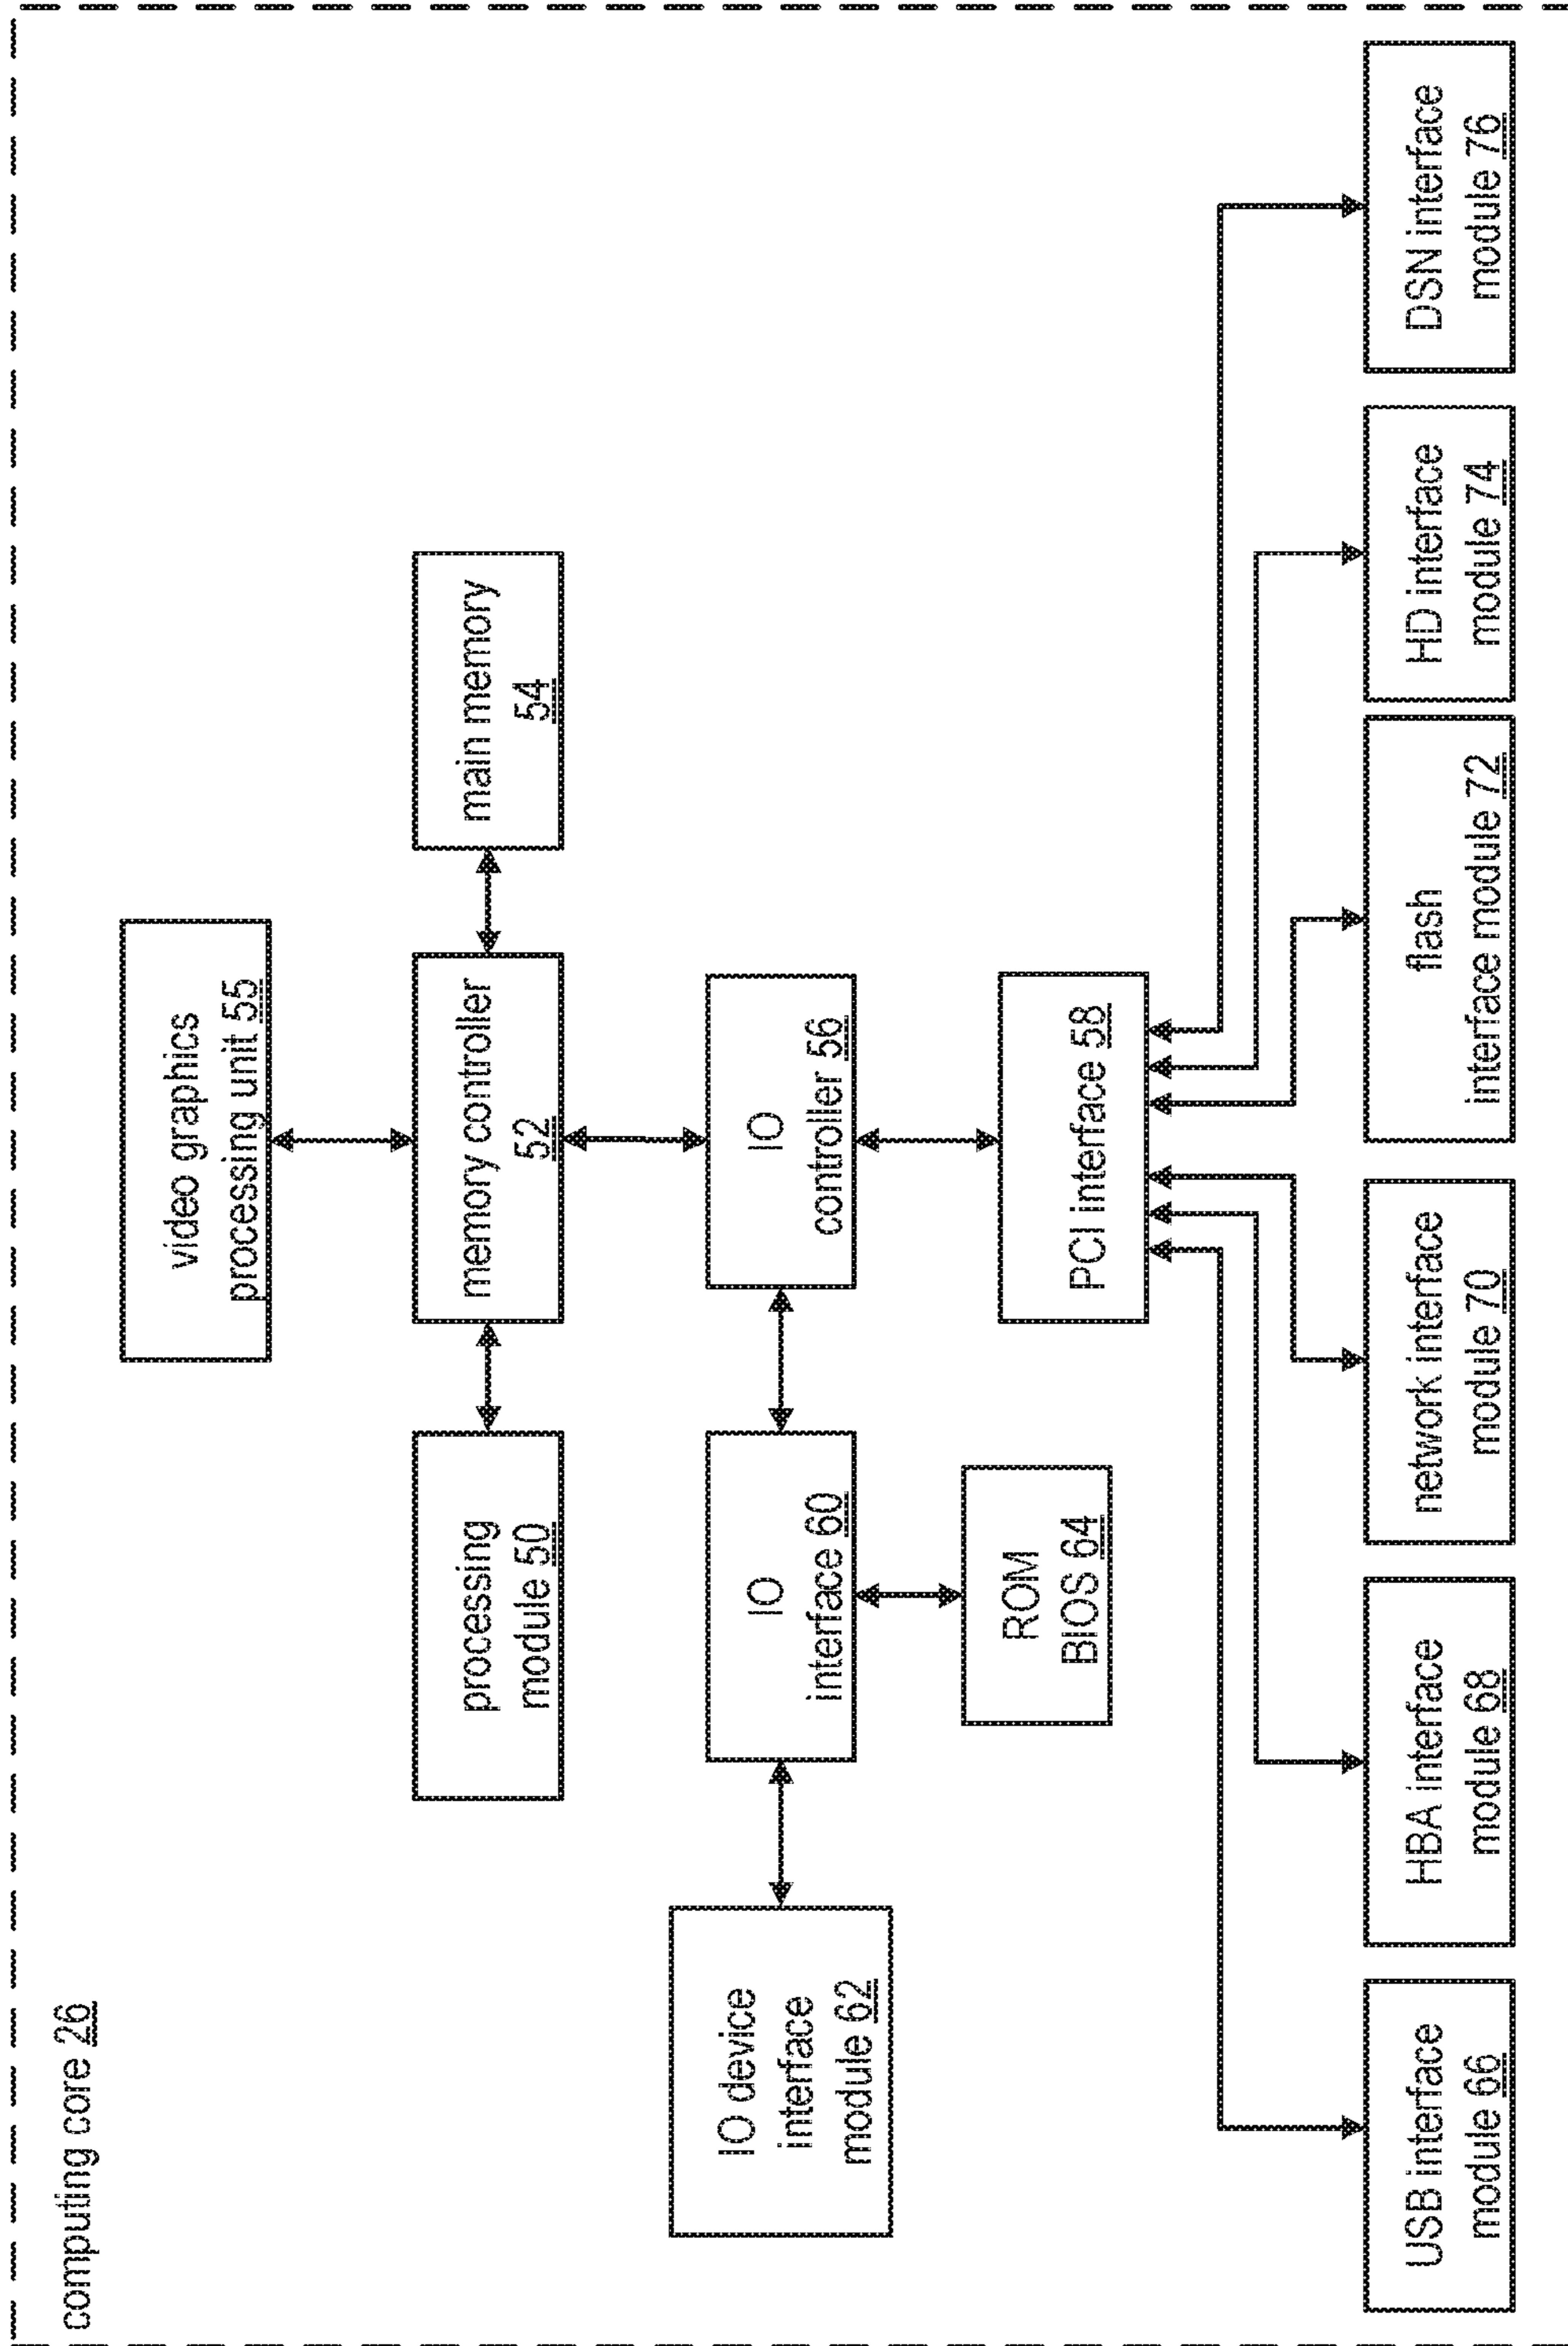 computing core 26
video graphics
processing unit 55
processing
module 50
memory controller
52
main memory
54
IO device
interface
module 62
IO
interface 60
IO
controller 56
ROM
BIOS 64
PCI interface 58
USB interface
module 66
HBA interface
module 68
network interface
module 70
flash
interface module 72
HD interface
module 74
DSN interface
module 76